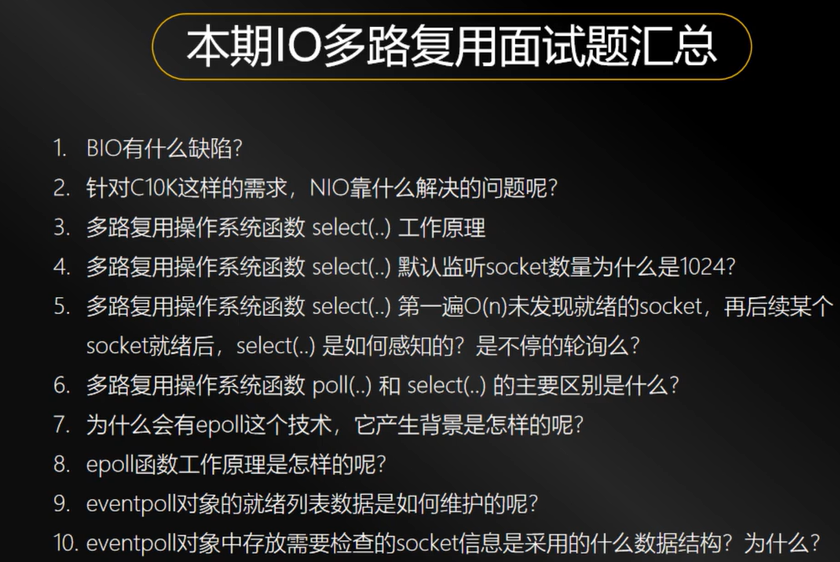 本期IO多路复用面试题汇总
1. BIO有什么缺陷？
2. 针对C10K这样的需求，NIO靠什么解决的问题呢？
3. 多路复用操作系统函数 select(..) 工作原理
4. 多路复用操作系统函数 select(..) 默认监听socket数量为什么是1024？
5. 多路复用操作系统函数 select(..) 第一遍O(n)未发现就绪的socket，再后续某个
socket就绪后，select(..) 是如何感知的？是不停的轮询么？
6. 多路复用操作系统函数 poll(..) 和 select(..) 的主要区别是什么？
7. 为什么会有epoll这个技术，它产生背景是怎样的呢？
8. epoll函数工作原理是怎样的呢？
9. eventpoll对象的就绪列表数据是如何维护的呢？
10. eventpoll对象中存放需要检查的socket信息是采用的什么数据结构？为什么？